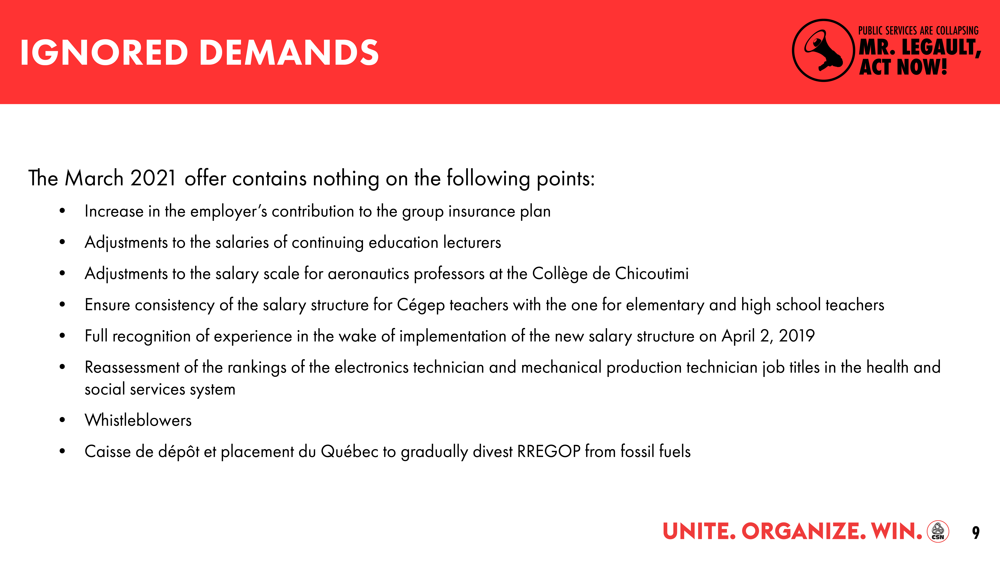 IGNORED DEMANDS
PUBLIC SERVICES ARE COLLAPSING
MR. LEGAULT,
ACT NOW!
The March 2021 offer contains nothing on the following points:
• Increase in the employer’s contribution to the group insurance plan
• Adjustments to the salaries of continuing education lecturers
• Adjustments to the salary scale for aeronautics professors at the Collège de Chicoutimi
• Ensure consistency of the salary structure for Cégep teachers with the one for elementary and high school teachers
• Full recognition of experience in the wake of implementation of the new salary structure on April 2, 2019
• Reassessment of the rankings of the electronics technician and mechanical production technician job titles in the health and
social services system
• Whistleblowers
• Caisse de dépôt et placement du Québec to gradually divest RREGOP from fossil fuels
UNITE. ORGANIZE. WIN.
CSN
9